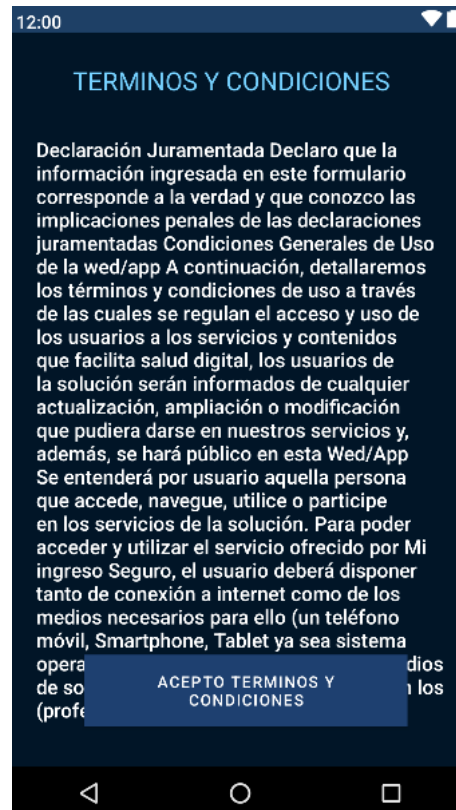 12:00
TERMINOS Y CONDICIONES
Declaración Juramentada Declaro que la
información ingresada en este formulario
corresponde a la verdad y que conozco las
implicaciones penales de las declaraciones
juramentadas Condiciones Generales de Uso
de la wed/app A continuación, detallaremos
los términos y condiciones de uso a través
de las cuales se regulan el acceso y uso de
los usuarios a los servicios y contenidos
que facilita salud digital, los usuarios de
la solución serán informados de cualquier
actualización, ampliación o modificación
que pudiera darse en nuestros servicios y,
además, se hará público en esta Wed/App
Se entenderá por usuario aquella persona
que accede, navegue, utilice o participe
en los servicios de la solución. Para poder
acceder y utilizar el servicio ofrecido por Mi
ingreso Seguro, el usuario deberá disponer
tanto de conexión a internet como de los
medios necesarios para ello (un teléfono
móvil, Smartphone, Tablet ya sea sistema
de los
ACEPTO TERMINOS Y
CONDICIONES